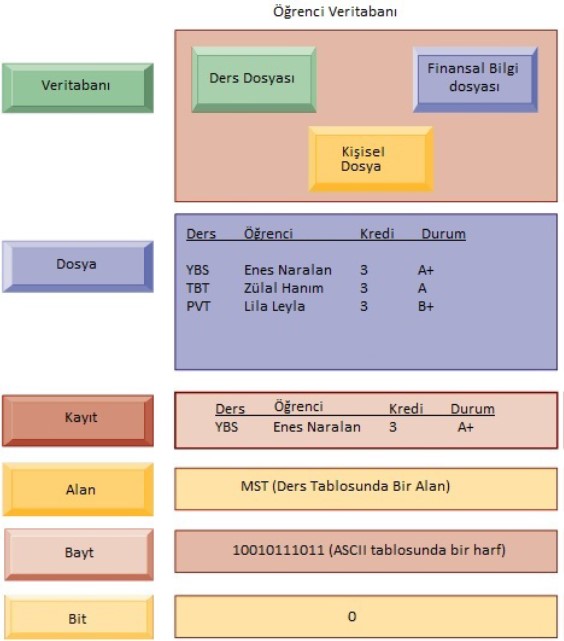 Öğrenci Veritabanı
Veritabanı
Ders Dosyası
Finansal Bilgi
dosyası
Kişisel
Dosya
Dosya
Ders Öğrenci Kredi Durum
YBS Enes Naralan 3 A+
TBT Zülal Hanım 3 A
PVT Lila Leyla 3 B+
Kayıt
Ders Öğrenci Kredi Durum
YBS Enes Naralan 3 A+
Alan
MST (Ders Tablosunda Bir Alan)
Bayt
10010111011 (ASCII tablosunda bir harf)
Bit
0